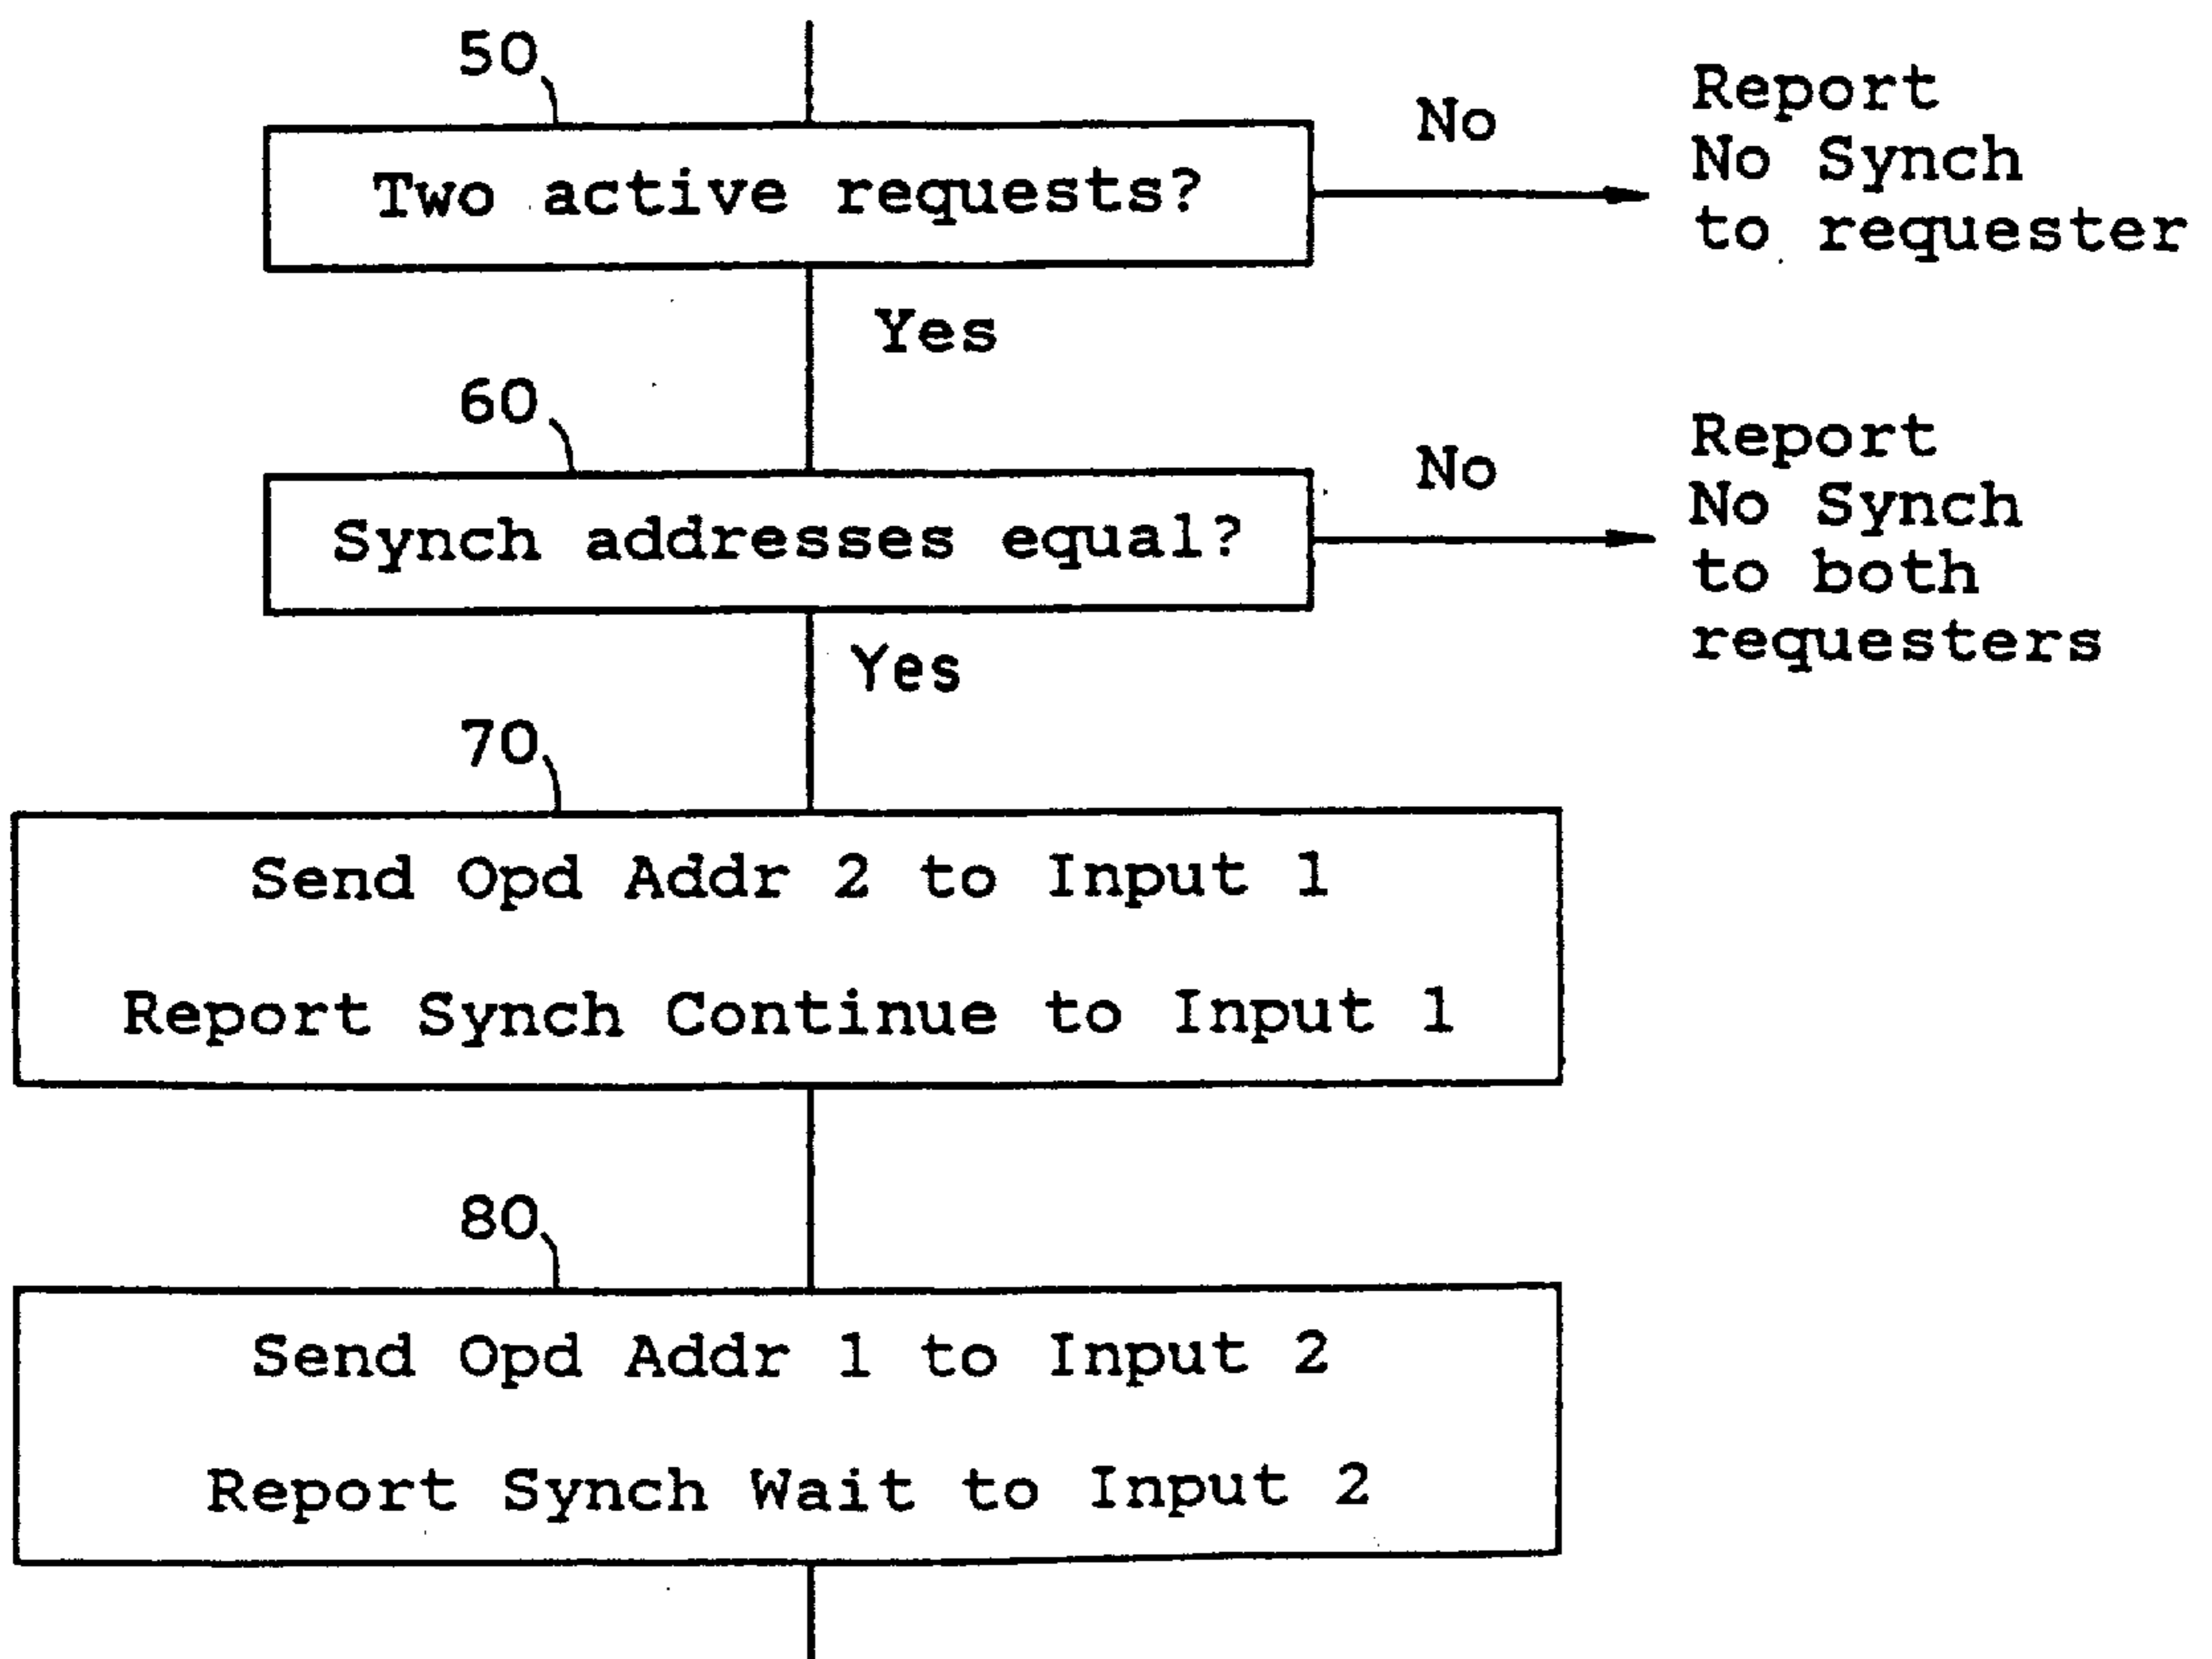 50
Two active requests?
No
Report
No Synch
to requester
Yes
60
Synch addresses equal?
No
Report
No Synch
to both
requesters
Yes
70
Send Opd Addr 2 to Input 1
Report Synch Continue to Input 1
80
Send Opd Addr 1 to Input 2
Report Synch Wait to Input 2